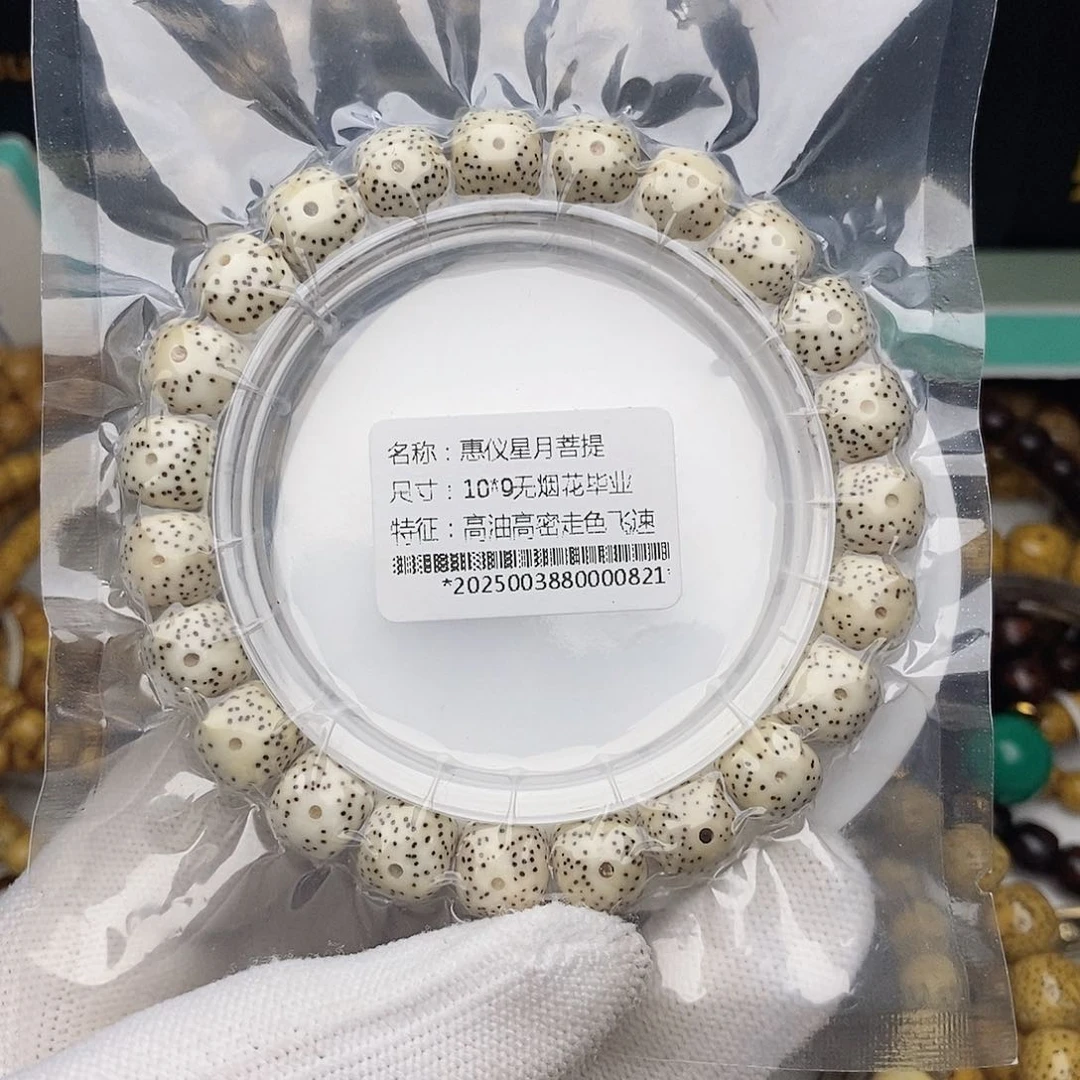 名称：惠仪星月菩提
尺寸：10*9无烟花毕业
特征：高油高密走色飞速
*2025003880000821*